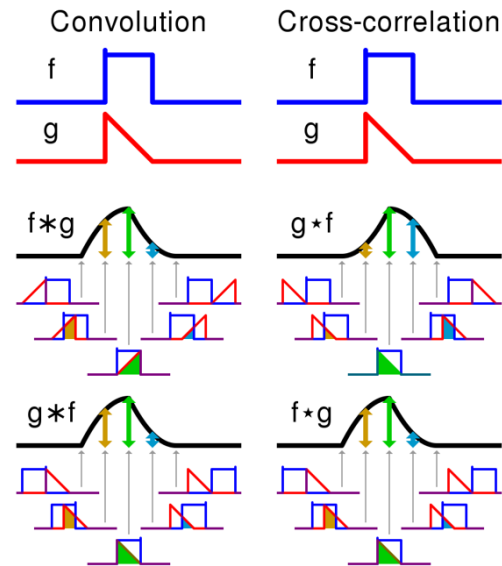 Convolution
Cross-correlation
f
f
g
g
f∗g
g⋆f
g∗f
f⋆g